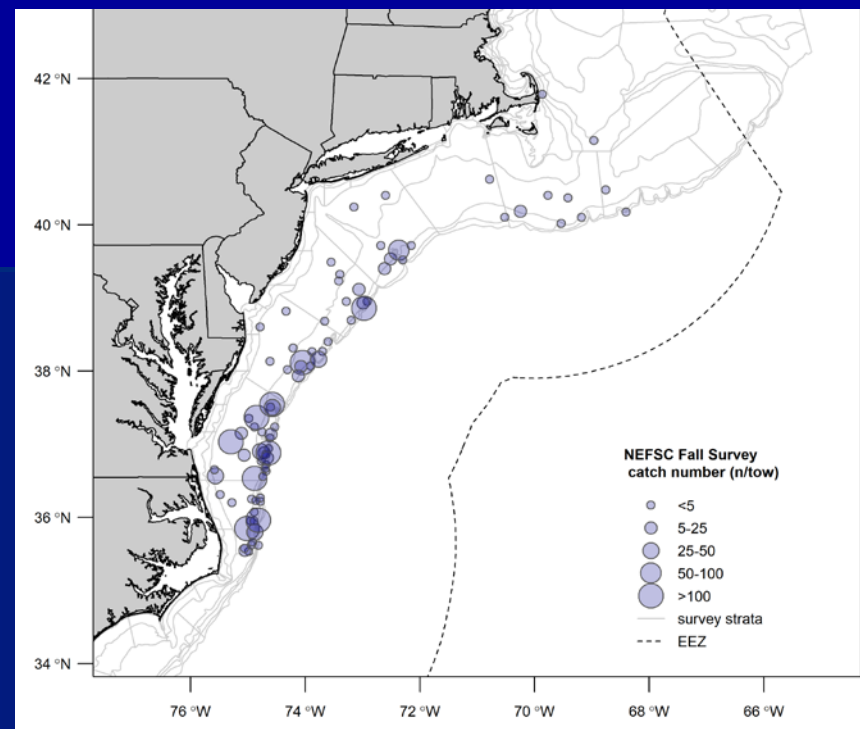 42 °N
40 °N
38 °N
36 °N
34 °N
NEFSC Fall Survey
catch number (n/tow)
<5
5-25
25-50
50-100
>100
survey strata
EEZ
76 °W 74 °W 72 °W 70 °W 68 °W 66 °W